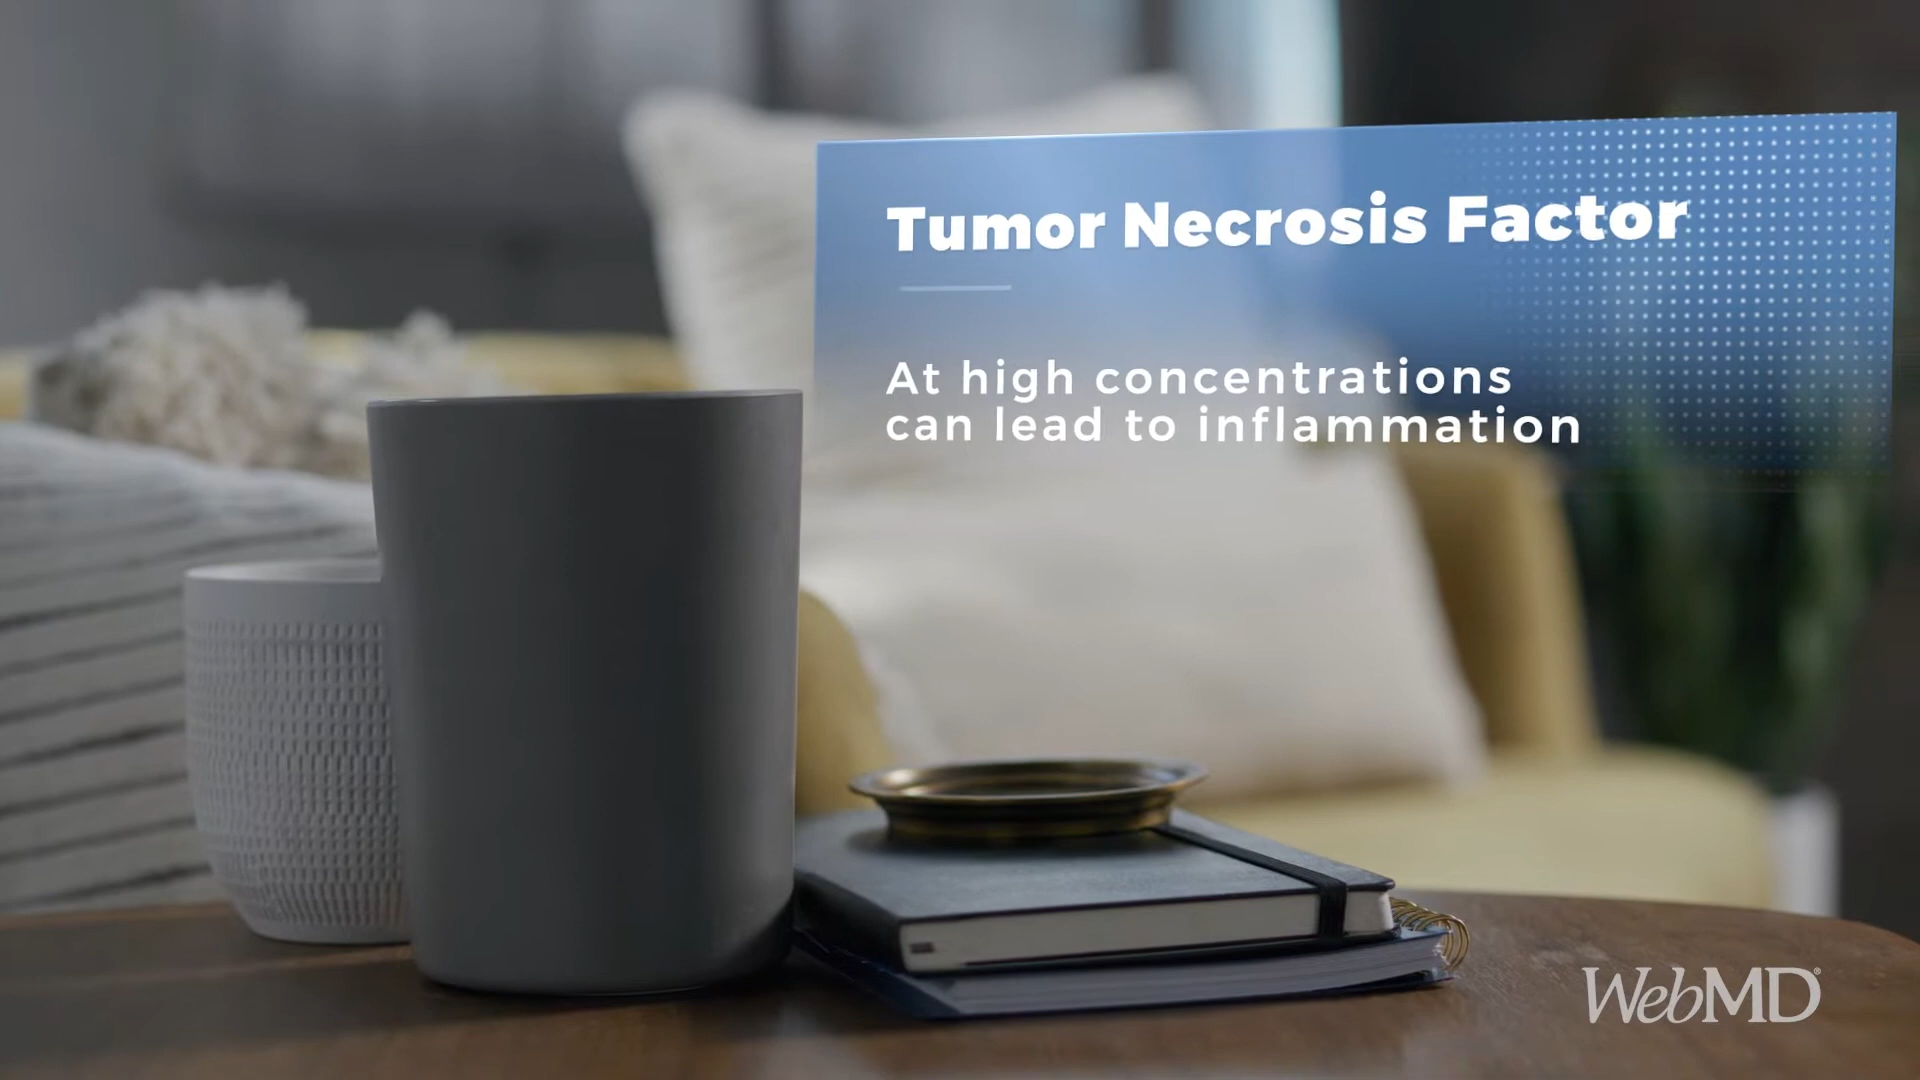 Tumor Necrosis Factor
At high concentrations
can lead to inflammation
WebMD®